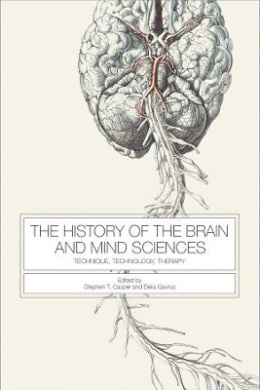 THE HISTORY OF THE BRAIN
AND MIND SCIENCES
TECHNIQUE, TECHNOLOGY, THERAPY
Edited by
Stephen T. Casper and Delia Gavrus